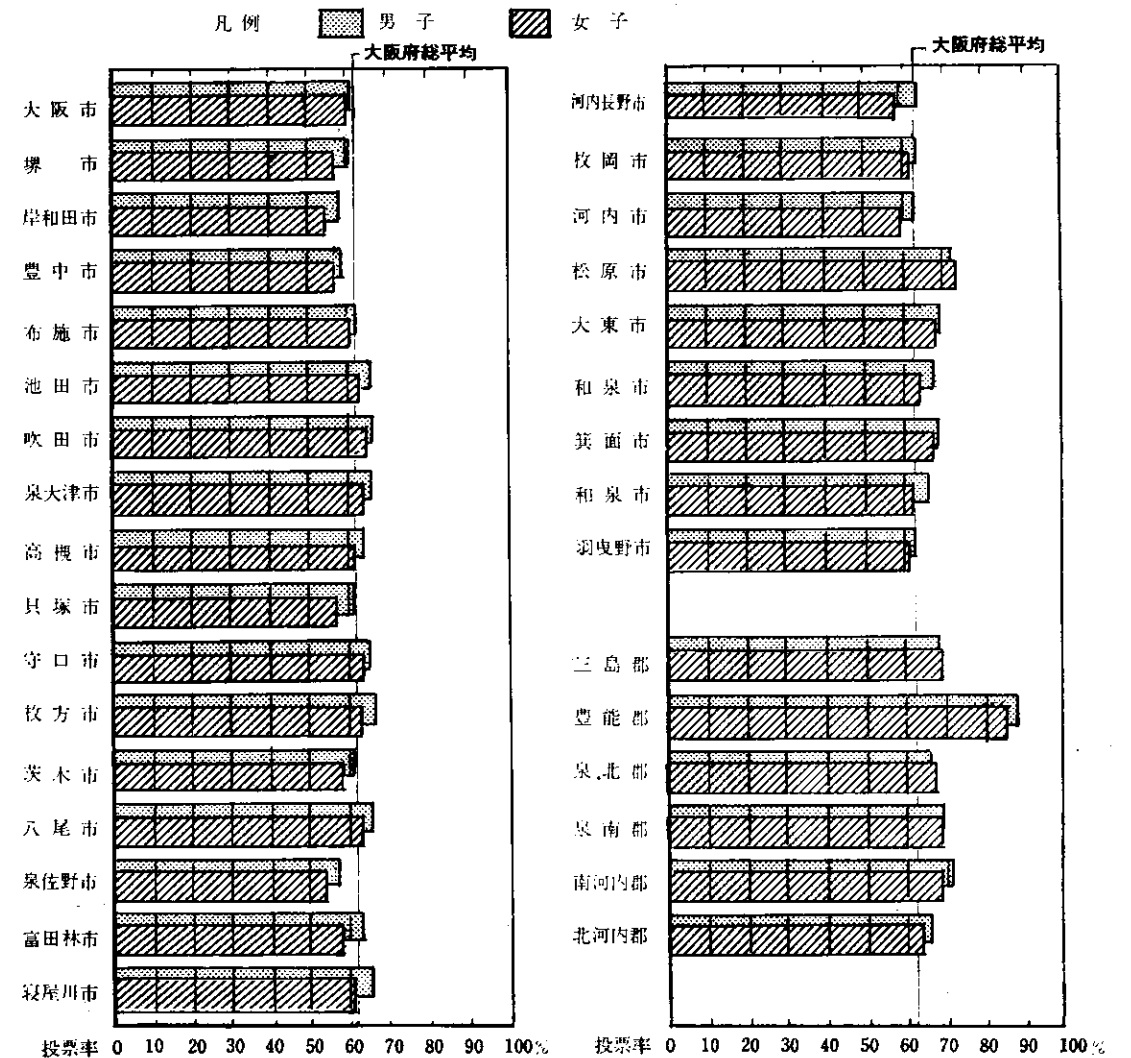 凡例 男子 女子
大阪府総平均
大阪市
堺市
岸和田市
豊中市
布施市
池田市
吹田市
泉大津市
高槻市
貝塚市
守口市
枚方市
茨木市
八尾市
泉佐野市
富田林市
寝屋川市
投票率 0 10 20 30 40 50 60 70 80 90 100%
大阪府総平均
河内長野市
枚岡市
河内市
松原市
大東市
和泉市
箕面市
和泉市
羽曳野市
三島郡
豊能郡
泉北郡
泉南郡
南河内郡
北河内郡
投票率 0 10 20 30 40 50 60 70 80 90 100%